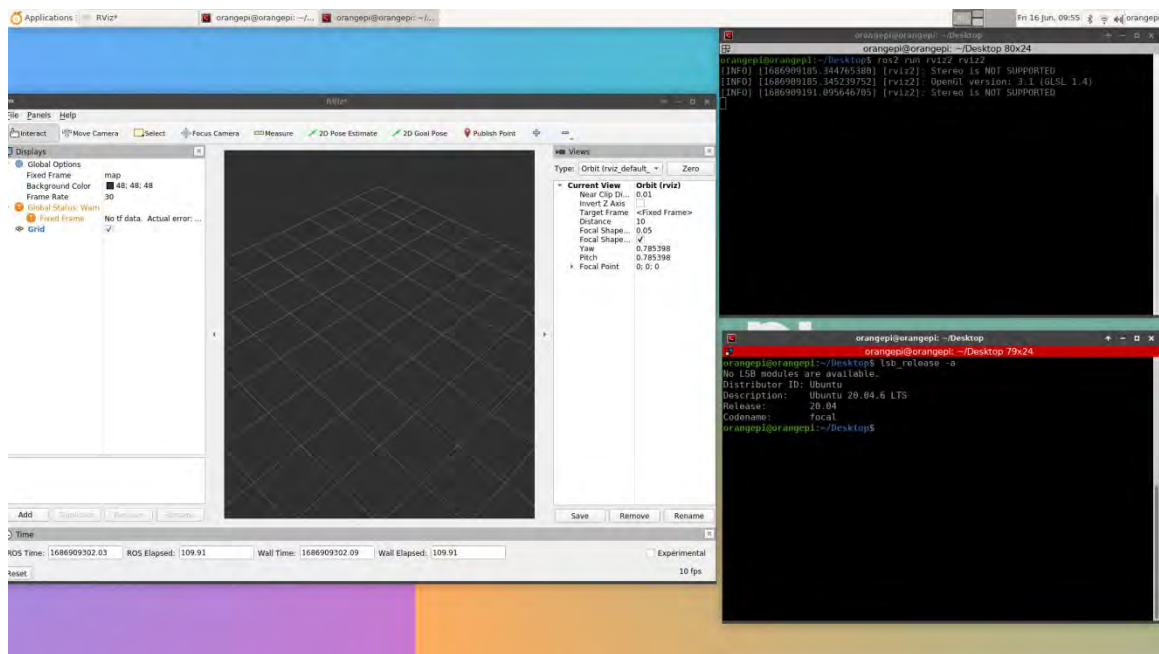 Applications RViz* orangepi@orangepi: ~/... orangepi@orangepi: ~/... Fri 16 Jun, 09:55 orangepi
RViz*
File Panels Help
Interact Move Camera Select Focus Camera Measure 2D Pose Estimate 2D Goal Pose Publish Point
Displays
Global Options
Fixed Frame map
Background Color 48; 48; 48
Frame Rate 30
Global Status: Warn
Fixed Frame No tf data. Actual error: ...
Grid
Add Duplicate Remove Rename
Views
Type: Orbit (rviz_default_ Zero
Current View Orbit (rviz)
Near Clip Di... 0.01
Invert Z Axis
Target Frame <Fixed Frame>
Distance 10
Focal Shape... 0.05
Focal Shape...
Yaw 0.785398
Pitch 0.785398
Focal Point 0; 0; 0
Save Remove Rename
Time
ROS Time: 1686909302.03 ROS Elapsed: 109.91 Wall Time: 1686909302.09 Wall Elapsed: 109.91 Experimental
Reset 10 fps
orangepi@orangepi: ~/Desktop
orangepi@orangepi: ~/Desktop 80x24
orangepi@orangepi:~/Desktop$ ros2 run rviz2 rviz2
[INFO] [1686909185.344765380] [rviz2]: Stereo is NOT SUPPORTED
[INFO] [1686909185.345239752] [rviz2]: OpenGl version: 3.1 (GLSL 1.4)
[INFO] [1686909191.095646705] [rviz2]: Stereo is NOT SUPPORTED
orangepi@orangepi: ~/Desktop
orangepi@orangepi: ~/Desktop 79x24
orangepi@orangepi:~/Desktop$ lsb_release -a
No LSB modules are available.
Distributor ID: Ubuntu
Description: Ubuntu 20.04.6 LTS
Release: 20.04
Codename: focal
orangepi@orangepi:~/Desktop$